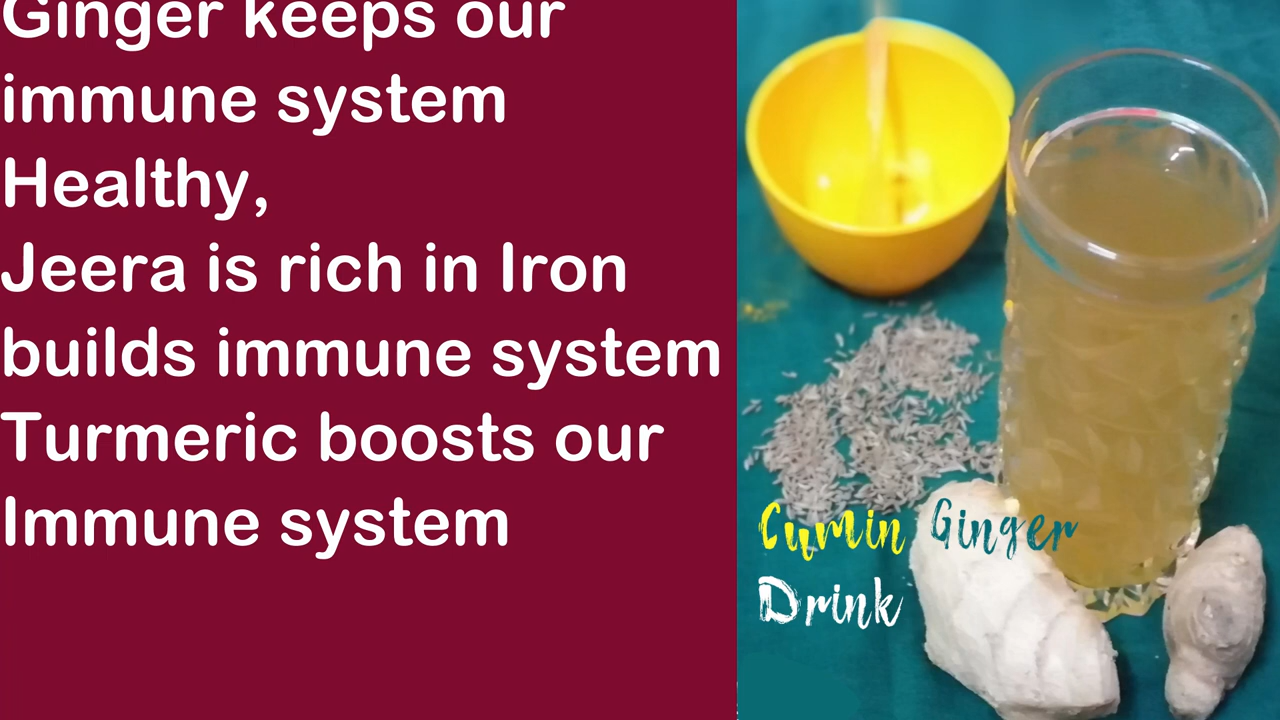 Ginger keeps our
immune system
Healthy,
Jeera is rich in Iron
builds immune system
Turmeric boosts our
Immune system
Cumin Ginger
Drink